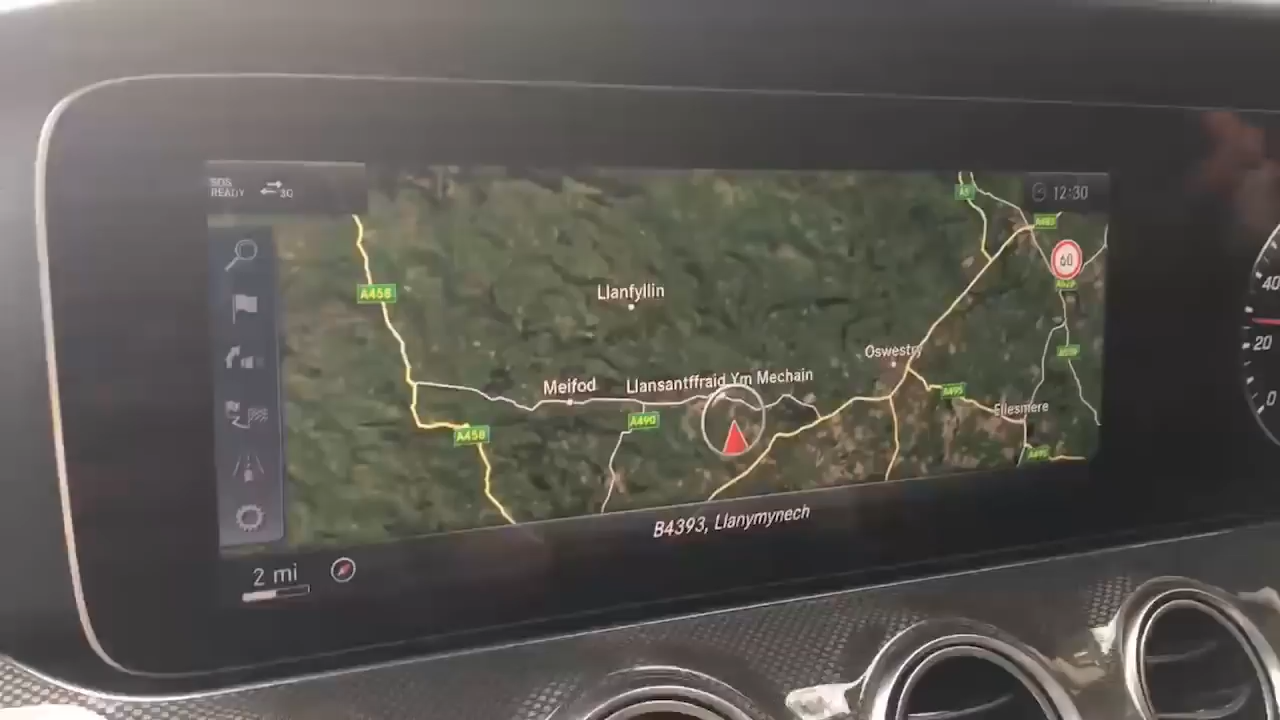 SOS
READY
3G
12:30
A5
A483
60
A458
Llanfyllin
Oswestry
Meifod
Llansantffraid Ym Mechain
A495
Ellesmere
A490
A458
A495
B4393, Llanymynech
2 mi
40
20
0